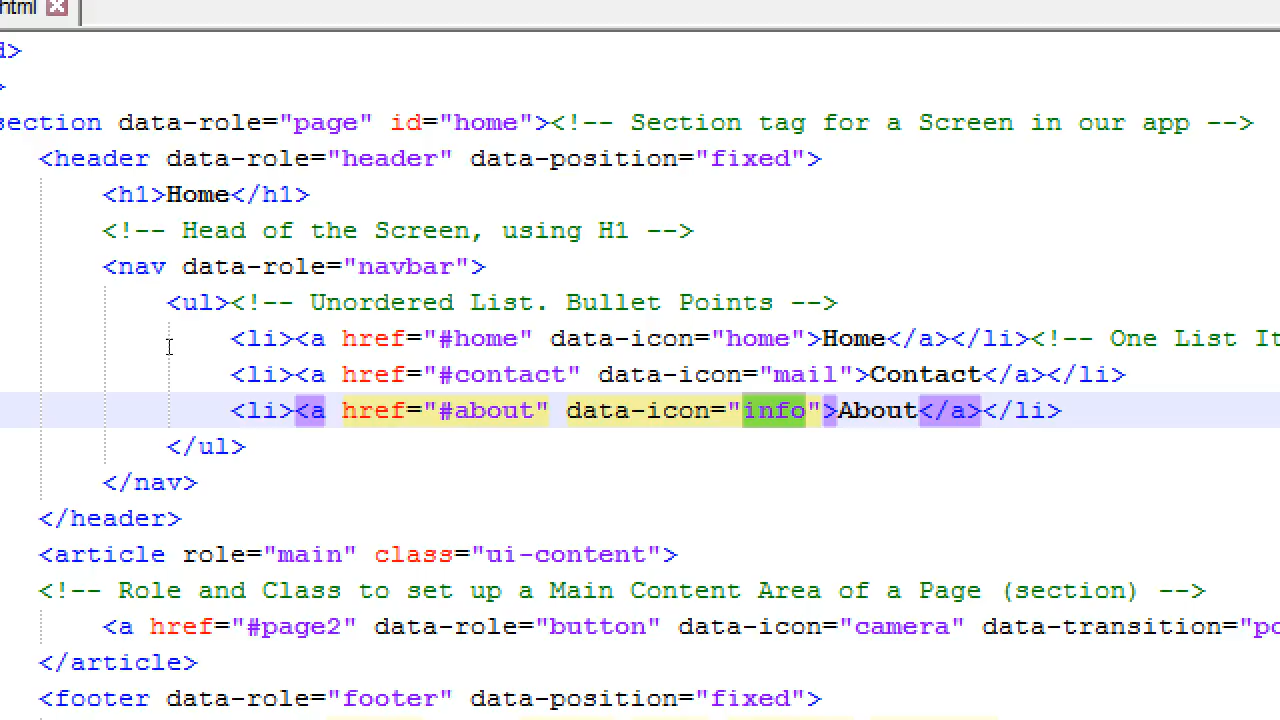 html
d>
>
section data-role="page" id="home"><!-- Section tag for a Screen in our app -->
<header data-role="header" data-position="fixed">
<h1>Home</h1>
<!-- Head of the Screen, using H1 -->
<nav data-role="navbar">
<ul><!-- Unordered List. Bullet Points -->
<li><a href="#home" data-icon="home">Home</a></li><!-- One List It
<li><a href="#contact" data-icon="mail">Contact</a></li>
<li><a href="#about" data-icon="info">About</a></li>
</ul>
</nav>
</header>
<article role="main" class="ui-content">
<!-- Role and Class to set up a Main Content Area of a Page (section) -->
<a href="#page2" data-role="button" data-icon="camera" data-transition="po
</article>
<footer data-role="footer" data-position="fixed">